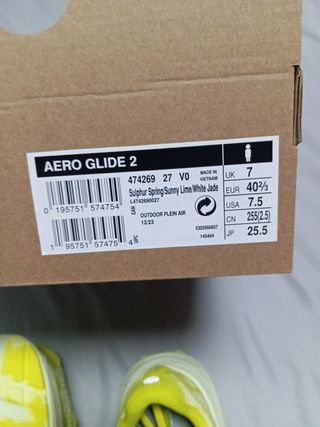 AERO GLIDE 2
474269 27 V0
MADE IN
VIETNAM
Sulphur Spring/Sunny Lime/White Jade
L4742690027
0 195751 574754
EAN
OUTDOOR PLEIN AIR
12/23
1 95751 57475 4
UPC
5302666807
145464
UK 7
EUR 40⅔
USA 7.5
CN 255(2.5)
JP 25.5